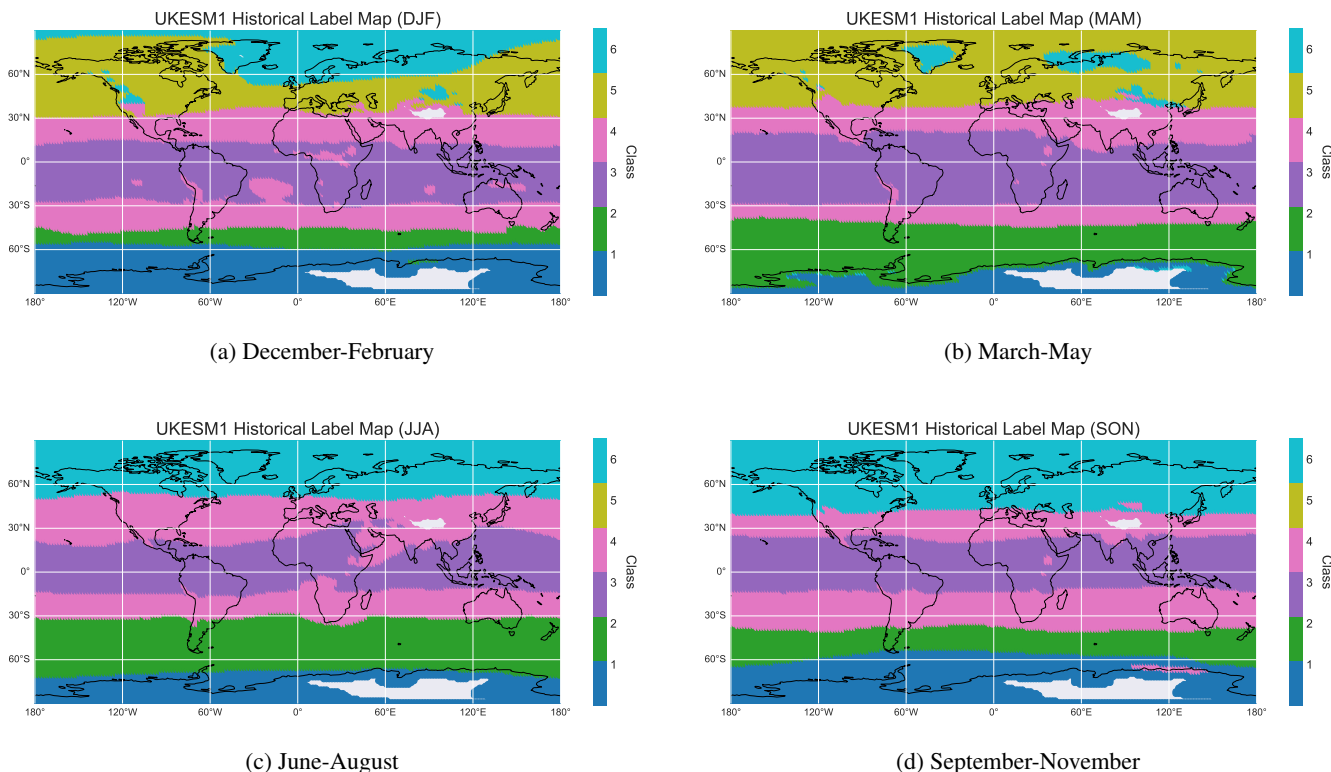 UKESM1 Historical Label Map (DJF)
60°N
30°N
0°
30°S
60°S
180°
120°W
60°W
0°
60°E
120°E
180°
6
5
4
3
2
1
Class
(a) December-February
UKESM1 Historical Label Map (MAM)
60°N
30°N
0°
30°S
60°S
180°
120°W
60°W
0°
60°E
120°E
180°
6
5
4
3
2
1
Class
(b) March-May
UKESM1 Historical Label Map (JJA)
60°N
30°N
0°
30°S
60°S
180°
120°W
60°W
0°
60°E
120°E
180°
6
5
4
3
2
1
Class
(c) June-August
UKESM1 Historical Label Map (SON)
60°N
30°N
0°
30°S
60°S
180°
120°W
60°W
0°
60°E
120°E
180°
6
5
4
3
2
1
Class
(d) September-November